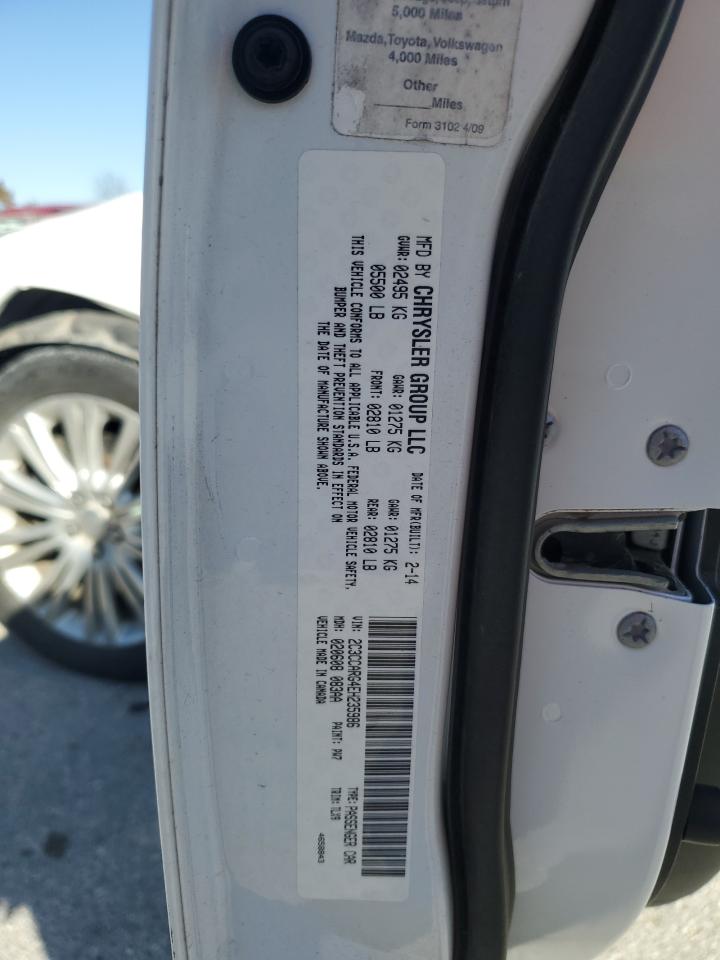 5,000 Miles
Mazda, Toyota, Volkswagen
4,000 Miles
Other
______Miles
Form 3102 4/09
MFD BY CHRYSLER GROUP LLC DATE OF MFR(BUILT): 2-14
GVWR: 02495 KG GAWR: 01275 KG GAWR: 01275 KG
05500 LB FRONT: 02810 LB REAR: 02810 LB
THIS VEHICLE CONFORMS TO ALL APPLICABLE U.S.A. FEDERAL MOTOR VEHICLE SAFETY,
BUMPER AND THEFT PREVENTION STANDARDS IN EFFECT ON
THE DATE OF MANUFACTURE SHOWN ABOVE.
VIN: 2C3CCARG4EH235986 TYPE: PASSENGER CAR
MDH: 020608 083AA PAINT: PW7 TRIM: TLX9
VEHICLE MADE IN CANADA 4658843